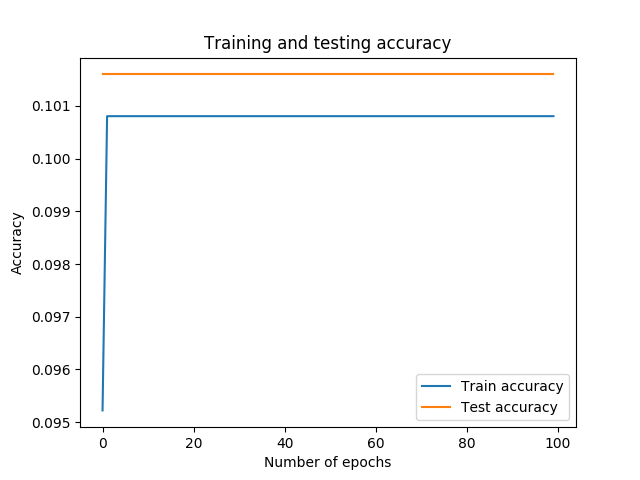 Training and testing accuracy
0.101
0.100
0.099
0.098
0.097
0.096
0.095
Accuracy
Train accuracy
Test accuracy
0 20 40 60 80 100
Number of epochs